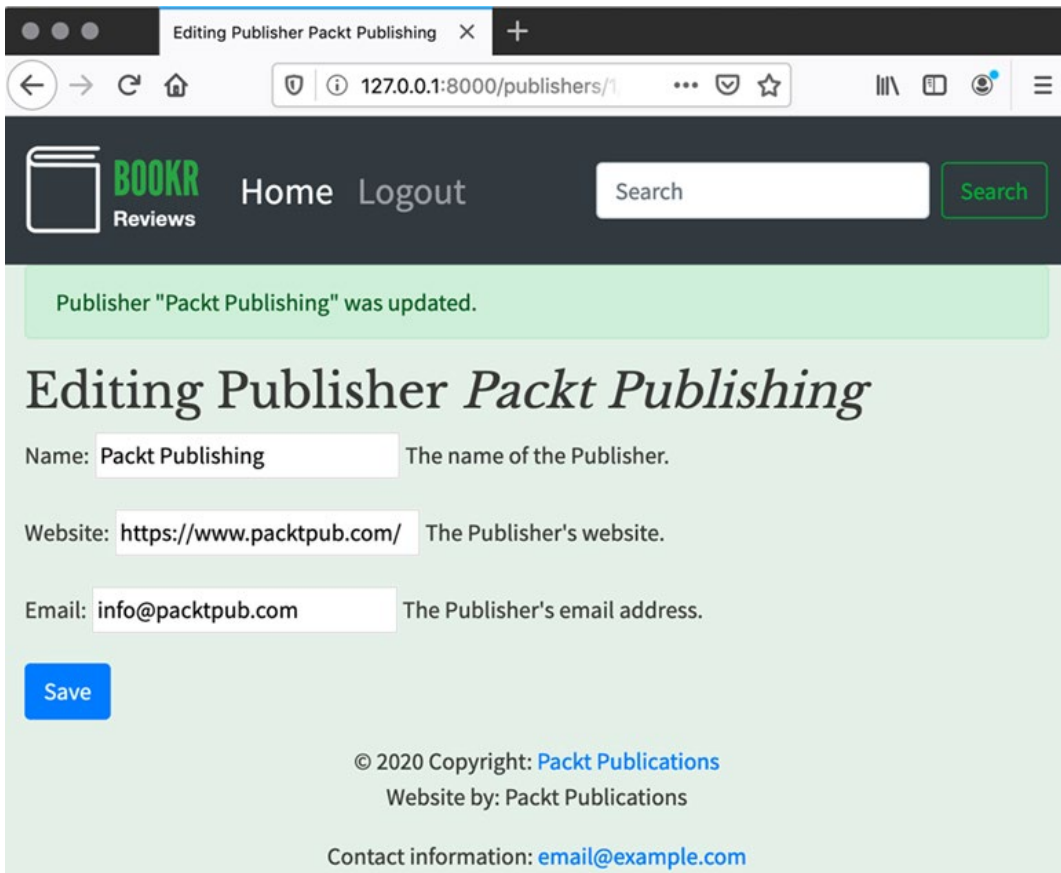 Editing Publisher Packt Publishing
127.0.0.1:8000/publishers/1
BOOKR
Reviews
Home Logout
Search
Search
Publisher "Packt Publishing" was updated.
Editing Publisher Packt Publishing
Name: Packt Publishing The name of the Publisher.
Website: https://www.packtpub.com/ The Publisher's website.
Email: info@packtpub.com The Publisher's email address.
Save
© 2020 Copyright: Packt Publications
Website by: Packt Publications
Contact information: email@example.com